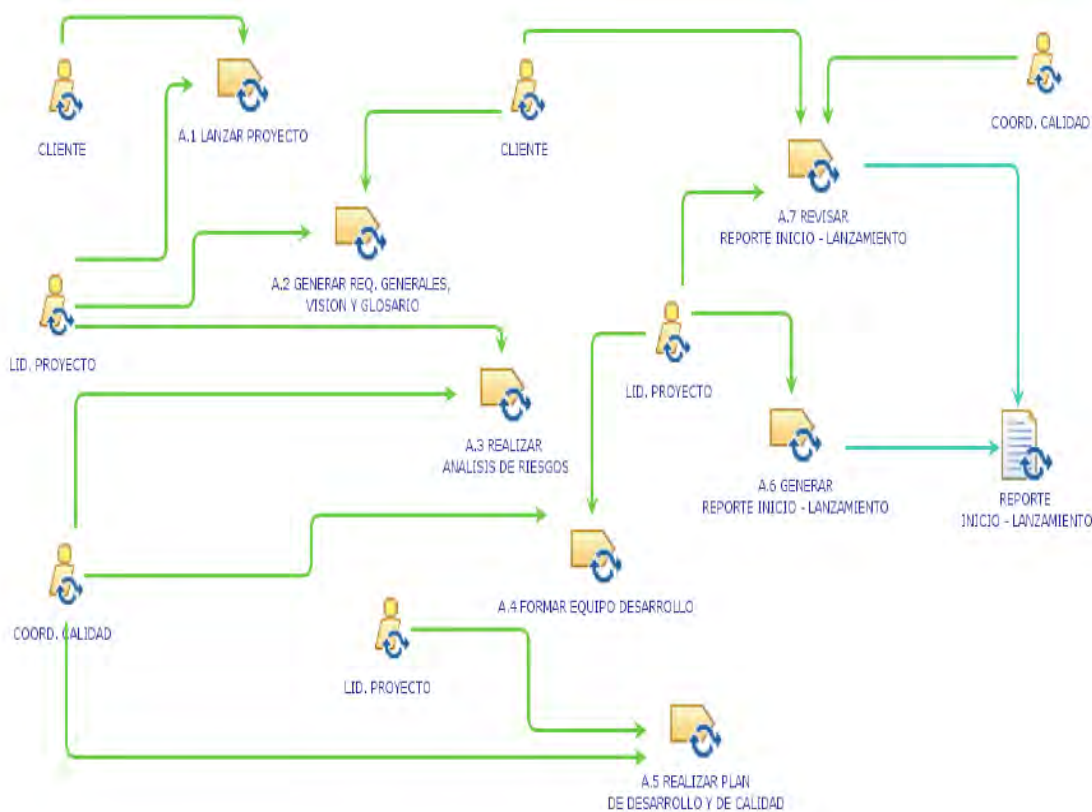 CLIENTE
A.1 LANZAR PROYECTO
CLIENTE
COORD. CALIDAD
A.7 REVISAR
REPORTE INICIO - LANZAMIENTO
A.2 GENERAR REQ. GENERALES,
VISION Y GLOSARIO
LID. PROYECTO
LID. PROYECTO
A.3 REALIZAR
ANALISIS DE RIESGOS
A.6 GENERAR
REPORTE INICIO - LANZAMIENTO
REPORTE
INICIO - LANZAMIENTO
A.4 FORMAR EQUIPO DESARROLLO
COORD. CALIDAD
LID. PROYECTO
A.5 REALIZAR PLAN
DE DESARROLLO Y DE CALIDAD